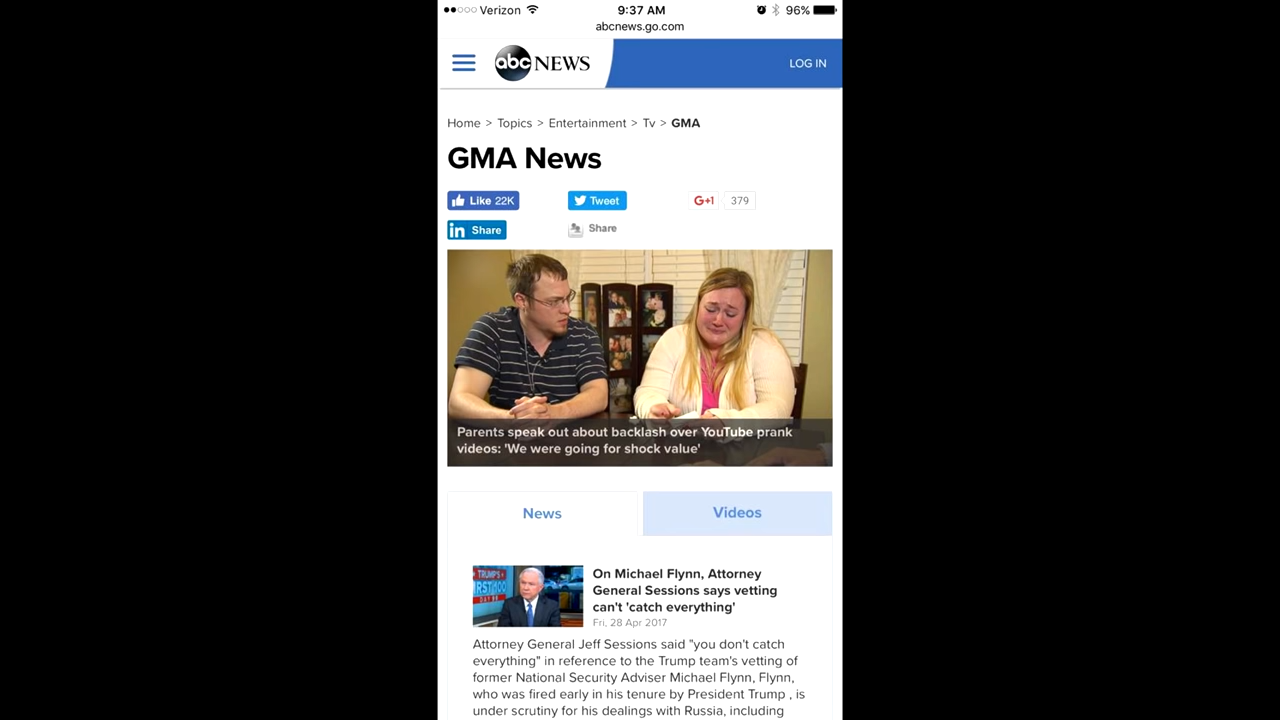 Verizon 9:37 AM 96%
abcnews.go.com
abc NEWS LOG IN
Home > Topics > Entertainment > Tv > GMA
GMA News
Like 22K Tweet G+1 379
in Share Share
Parents speak out about backlash over YouTube prank
videos: 'We were going for shock value'
News Videos
TRUMP'S
On Michael Flynn, Attorney
General Sessions says vetting
can't 'catch everything'
Fri, 28 Apr 2017
Attorney General Jeff Sessions said "you don't catch
everything" in reference to the Trump team's vetting of
former National Security Adviser Michael Flynn, Flynn,
who was fired early in his tenure by President Trump , is
under scrutiny for his dealings with Russia, including